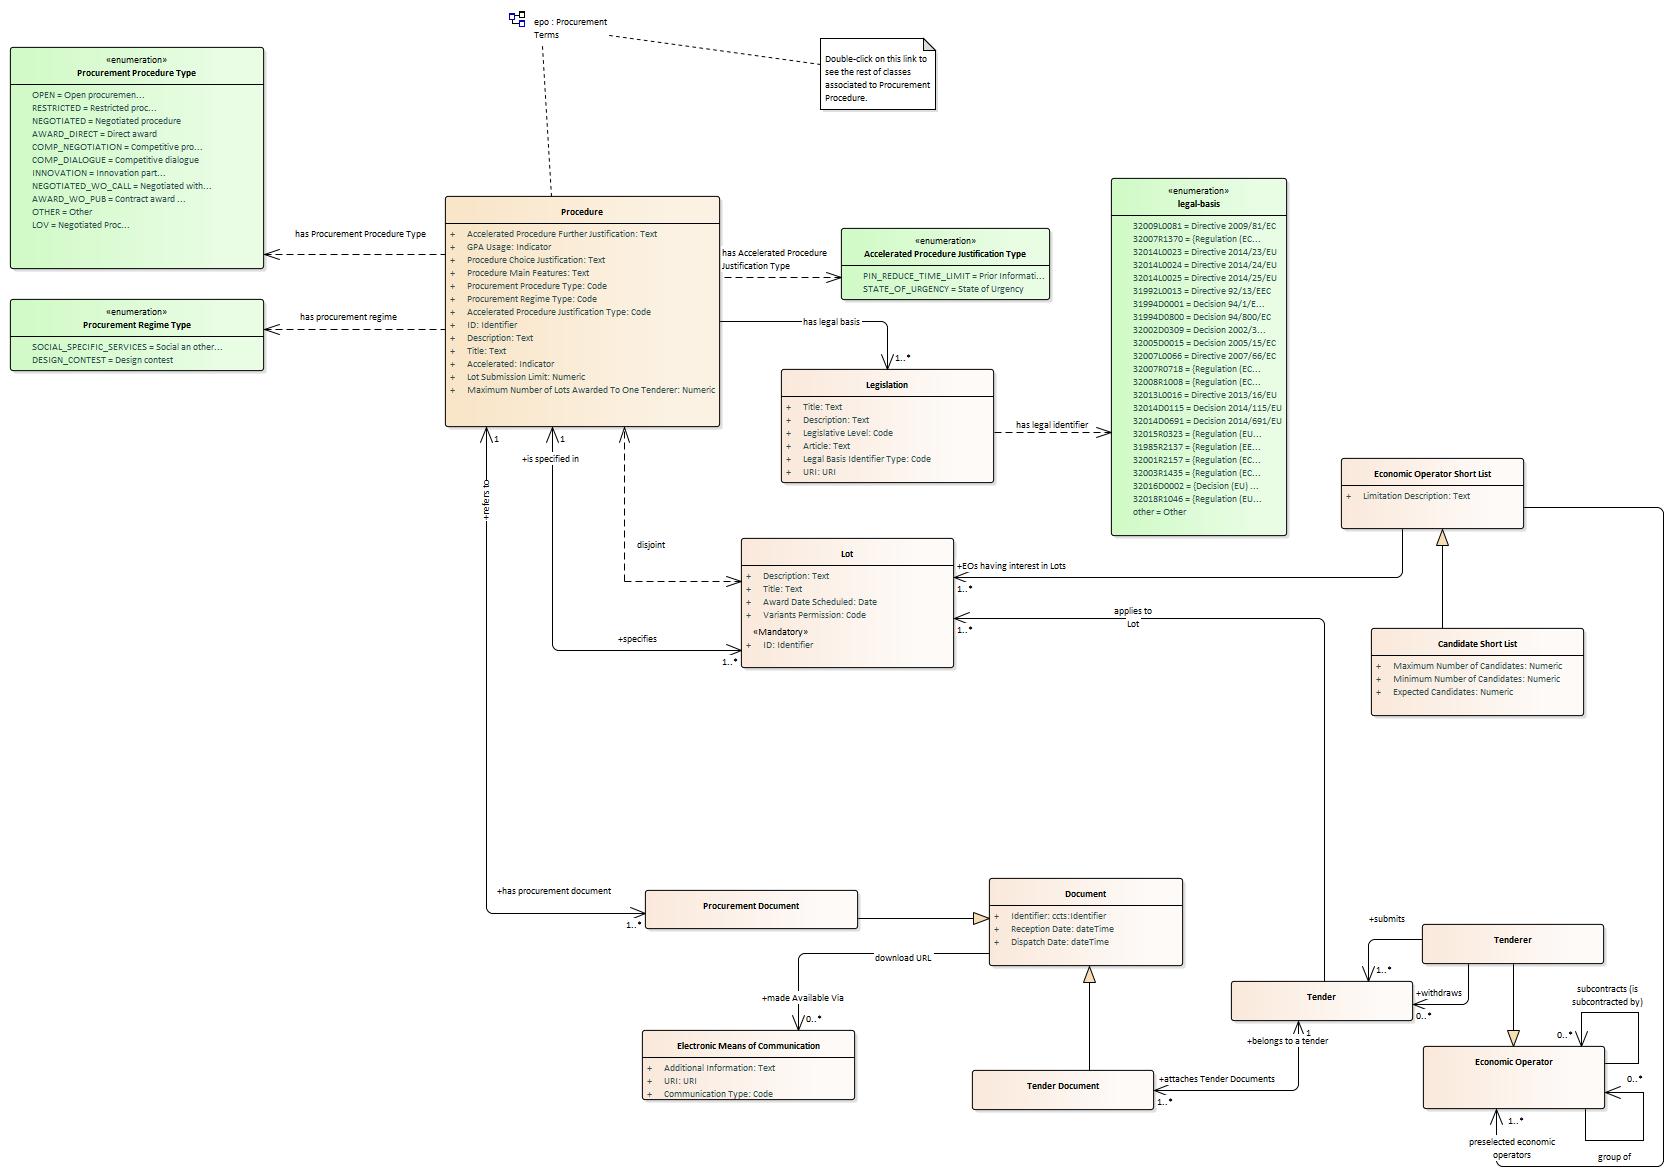 epo : Procurement
Terms
Double-click on this link to
see the rest of classes
associated to Procurement
Procedure.
«enumeration»
Procurement Procedure Type
OPEN = Open procuremen...
RESTRICTED = Restricted proc...
NEGOTIATED = Negotiated procedure
AWARD_DIRECT = Direct award
COMP_NEGOTIATION = Competitive pro...
COMP_DIALOGUE = Competitive dialogue
INNOVATION = Innovation part...
NEGOTIATED_WO_CALL = Negotiated with...
AWARD_WO_PUB = Contract award ...
OTHER = Other
LOV = Negotiated Proc...
has Procurement Procedure Type
«enumeration»
Procurement Regime Type
SOCIAL_SPECIFIC_SERVICES = Social an other...
DESIGN_CONTEST = Design contest
has procurement regime
Procedure
+ Accelerated Procedure Further Justification: Text
+ GPA Usage: Indicator
+ Procedure Choice Justification: Text
+ Procedure Main Features: Text
+ Procurement Procedure Type: Code
+ Procurement Regime Type: Code
+ Accelerated Procedure Justification Type: Code
+ ID: Identifier
+ Description: Text
+ Title: Text
+ Accelerated: Indicator
+ Lot Submission Limit: Numeric
+ Maximum Number of Lots Awarded To One Tenderer: Numeric
has Accelerated Procedure
Justification Type
«enumeration»
Accelerated Procedure Justification Type
PIN_REDUCE_TIME_LIMIT = Prior Informati...
STATE_OF_URGENCY = State of Urgency
has legal basis
1..*
Legislation
+ Title: Text
+ Description: Text
+ Legislative Level: Code
+ Article: Text
+ Legal Basis Identifier Type: Code
+ URI: URI
has legal identifier
«enumeration»
legal-basis
32009L0081 = Directive 2009/81/EC
32007R1370 = {Regulation (EC...
32014L0023 = Directive 2014/23/EU
32014L0024 = Directive 2014/24/EU
32014L0025 = Directive 2014/25/EU
31992L0013 = Directive 92/13/EEC
31994D0001 = Decision 94/1/E...
31994D0800 = Decision 94/800/EC
32002D0309 = Decision 2002/3...
32005D0015 = Decision 2005/15/EC
32007L0066 = Directive 2007/66/EC
32007R0718 = {Regulation (EC...
32008R1008 = {Regulation (EC...
32013L0016 = Directive 2013/16/EU
32014D0115 = Decision 2014/115/EU
32014D0691 = Decision 2014/691/EU
32015R0323 = {Regulation (EU...
31985R2137 = {Regulation (EE...
32001R2157 = {Regulation (EC...
32003R1435 = {Regulation (EC...
32016D0002 = {Decision (EU) ...
32018R1046 = {Regulation (EU...
other = Other
1
+refers to
1
+is specified in
disjoint
+specifies
1..*
Lot
+ Description: Text
+ Title: Text
+ Award Date Scheduled: Date
+ Variants Permission: Code
«Mandatory»
+ ID: Identifier
+EOs having interest in Lots
1..*
applies to
Lot
1..*
Economic Operator Short List
+ Limitation Description: Text
Candidate Short List
+ Maximum Number of Candidates: Numeric
+ Minimum Number of Candidates: Numeric
+ Expected Candidates: Numeric
+has procurement document
1..*
Procurement Document
Document
+ Identifier: ccts:Identifier
+ Reception Date: dateTime
+ Dispatch Date: dateTime
download URL
+made Available Via
0..*
Electronic Means of Communication
+ Additional Information: Text
+ URI: URI
+ Communication Type: Code
Tender Document
+attaches Tender Documents
1..*
1
+belongs to a tender
Tender
+submits
1..*
+withdraws
0..*
Tenderer
subcontracts (is
subcontracted by)
0..*
Economic Operator
0..*
group of
1..*
preselected economic
operators